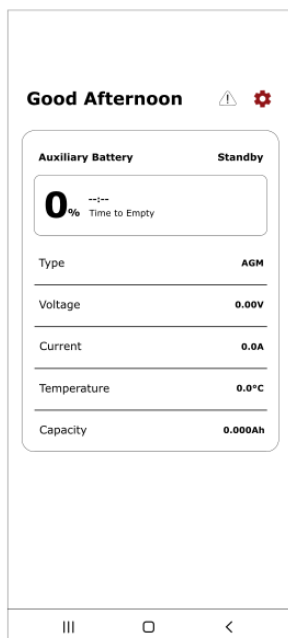 Good Afternoon
Auxiliary Battery Standby
0% --:--
Time to Empty
Type AGM
Voltage 0.00V
Current 0.0A
Temperature 0.0°C
Capacity 0.000Ah